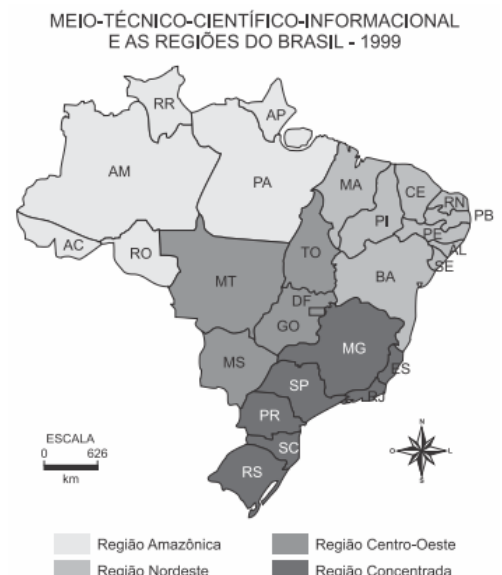 MEIO-TÉCNICO-CIENTÍFICO-INFORMACIONAL
E AS REGIÕES DO BRASIL - 1999
RR
AP
AM
PA
MA
CE
RN
PB
PI
PE
AL
SE
AC
RO
TO
BA
MT
DF
GO
MG
ES
MS
SP
RJ
PR
SC
RS
ESCALA
0 626
km
N
O L
S
Região Amazônica
Região Centro-Oeste
Região Nordeste
Região Concentrada